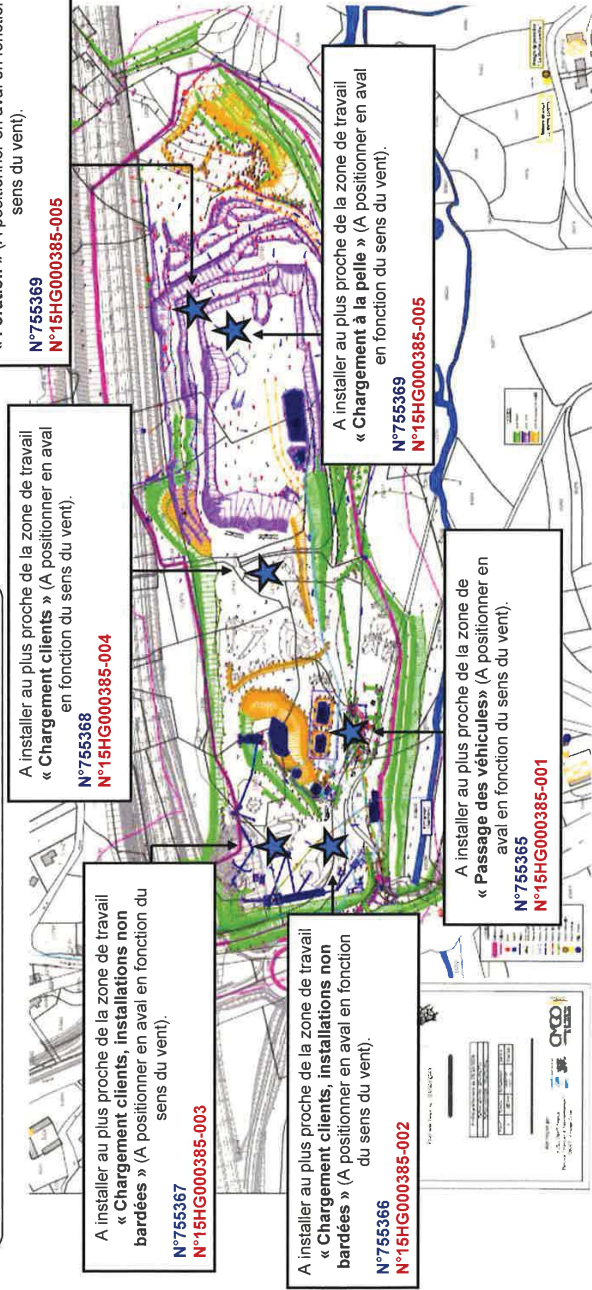 A installer au plus proche de la zone de travail
« Chargement clients, installations non
bardées » (A positionner en aval en fonction du
sens du vent).
N°755367
N°15HG000385-003
A installer au plus proche de la zone de travail
« Chargement clients, installations non
bardées » (A positionner en aval en fonction
du sens du vent).
N°755366
N°15HG000385-002
A installer au plus proche de la zone de travail
« Chargement clients » (A positionner en aval
en fonction du sens du vent).
N°755368
N°15HG000385-004
A installer au plus proche de la zone de
« Passage des véhicules» (A positionner en
aval en fonction du sens du vent).
N°755365
N°15HG000385-001
sens du vent).
N°755369
N°15HG000385-005
A installer au plus proche de la zone de travail
« Chargement à la pelle » (A positionner en aval
en fonction du sens du vent).
N°755369
N°15HG000385-005
CMGO